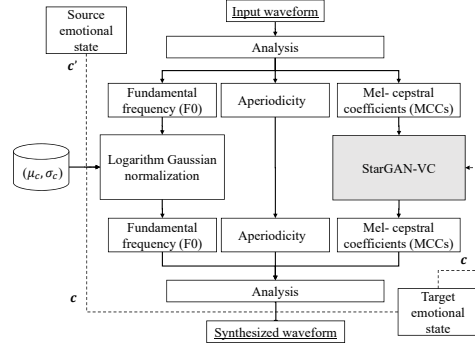 Source
emotional
state
Input waveform
Analysis
c'
Fundamental
frequency (F0)
Aperiodicity
Mel- cepstral
coefficients (MCCs)
(μc, σc)
Logarithm Gaussian
normalization
StarGAN-VC
Fundamental
frequency (F0)
Aperiodicity
Mel- cepstral
coefficients (MCCs)
c
c
Analysis
Target
emotional
state
Synthesized waveform